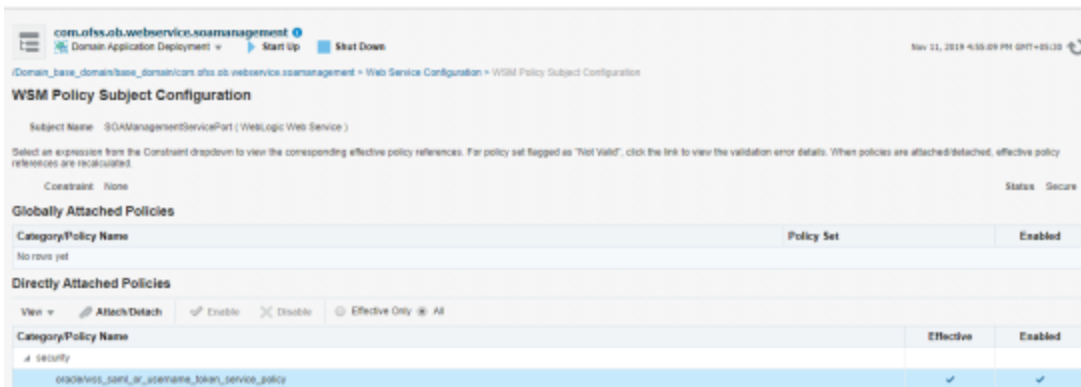 com.ofss.ob.webservice.soamanagement
Domain Application Deployment Start Up Shut Down
Nov 11, 2019 4:55:09 PM GMT+05:30
/Domain_base_domain/base_domain/com.ofss.ob.webservice.soamanagement > Web Service Configuration > WSM Policy Subject Configuration
WSM Policy Subject Configuration
Subject Name SOAManagementServicePort ( WebLogic Web Service )
Select an expression from the Constraint dropdown to view the corresponding effective policy references. For policy set flagged as "Not Valid", click the link to view the validation error details. When policies are attached/detached, effective policy
references are recalculated.
Constraint None Status Secure
Globally Attached Policies
Category/Policy Name Policy Set Enabled
No rows yet
Directly Attached Policies
View Attach/Detach Enable Disable Effective Only All
Category/Policy Name Effective Enabled
security
oracle/wss_saml_or_username_token_service_policy